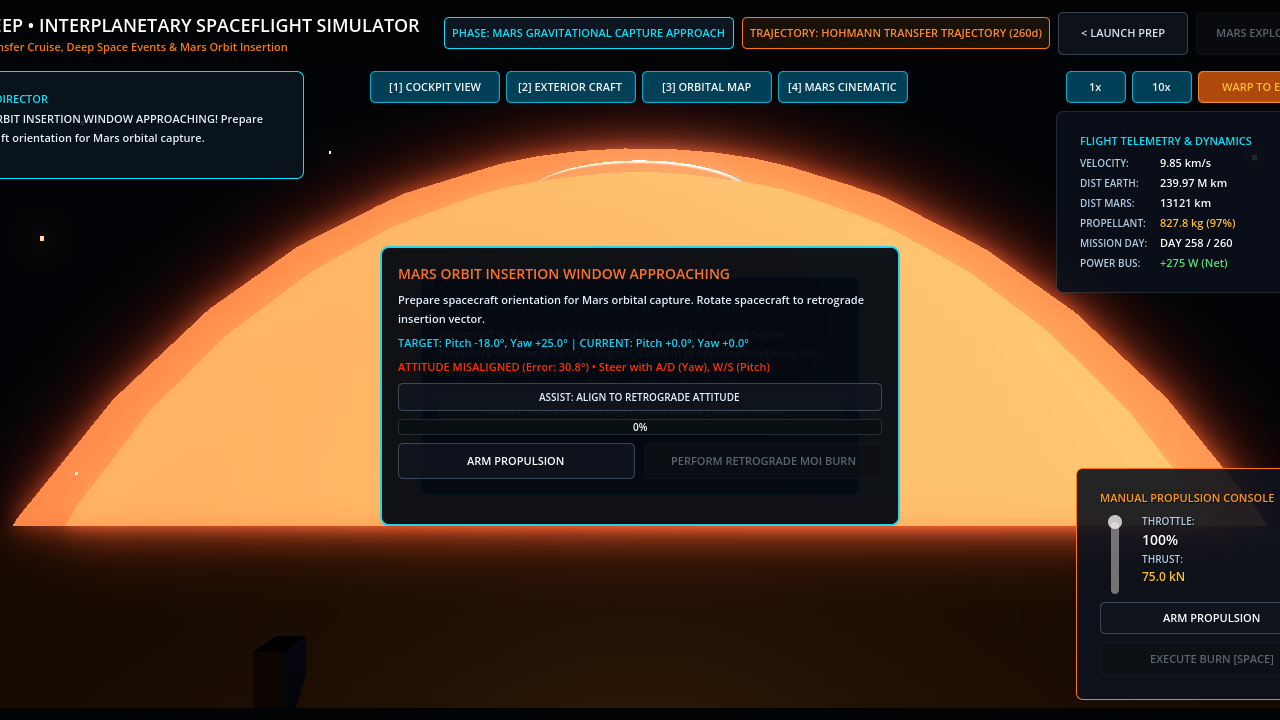 EEP • INTERPLANETARY SPACEFLIGHT SIMULATOR
nsfer Cruise, Deep Space Events & Mars Orbit Insertion
PHASE: MARS GRAVITATIONAL CAPTURE APPROACH
TRAJECTORY: HOHMANN TRANSFER TRAJECTORY (260d)
< LAUNCH PREP
MARS EXPLO
DIRECTOR
RBIT INSERTION WINDOW APPROACHING! Prepare
ft orientation for Mars orbital capture.
[1] COCKPIT VIEW
[2] EXTERIOR CRAFT
[3] ORBITAL MAP
[4] MARS CINEMATIC
1x
10x
WARP TO E
FLIGHT TELEMETRY & DYNAMICS
VELOCITY: 9.85 km/s
DIST EARTH: 239.97 M km
DIST MARS: 13121 km
PROPELLANT: 827.8 kg (97%)
MISSION DAY: DAY 258 / 260
POWER BUS: +275 W (Net)
MARS ORBIT INSERTION WINDOW APPROACHING
Prepare spacecraft orientation for Mars orbital capture. Rotate spacecraft to retrograde
insertion vector.
TARGET: Pitch -18.0°, Yaw +25.0° | CURRENT: Pitch +0.0°, Yaw +0.0°
ATTITUDE MISALIGNED (Error: 30.8°) • Steer with A/D (Yaw), W/S (Pitch)
ASSIST: ALIGN TO RETROGRADE ATTITUDE
0%
ARM PROPULSION
PERFORM RETROGRADE MOI BURN
MANUAL PROPULSION CONSOLE
THROTTLE:
100%
THRUST:
75.0 kN
ARM PROPULSION
EXECUTE BURN [SPACE]